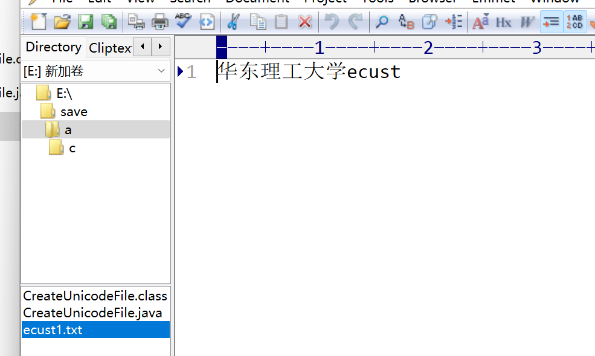 File Edit View Search Document Project Tools Browser Emmet Window
Directory Cliptex
[E:] 新加卷
E:\
save
a
c
CreateUnicodeFile.class
CreateUnicodeFile.java
ecust1.txt
----+----1----+----2----+----3----+
1 华东理工大学ecust